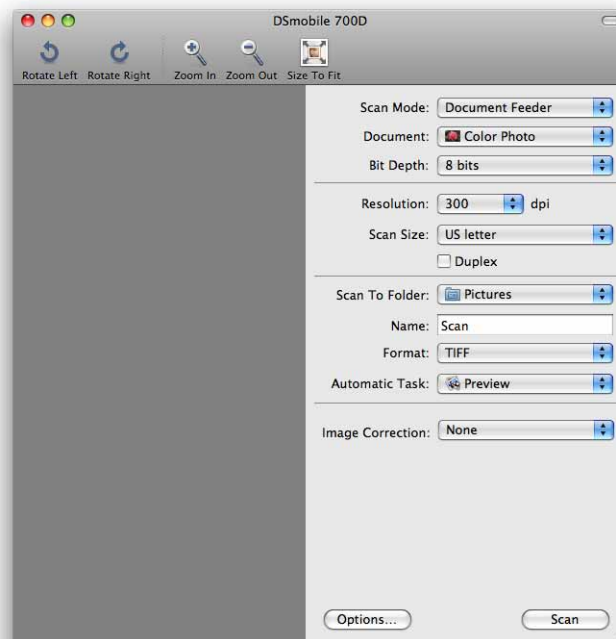 DSmobile 700D
Rotate Left Rotate Right Zoom In Zoom Out Size To Fit
Scan Mode: Document Feeder
Document: Color Photo
Bit Depth: 8 bits
Resolution: 300 dpi
Scan Size: US letter
Duplex
Scan To Folder: Pictures
Name: Scan
Format: TIFF
Automatic Task: Preview
Image Correction: None
Options... Scan